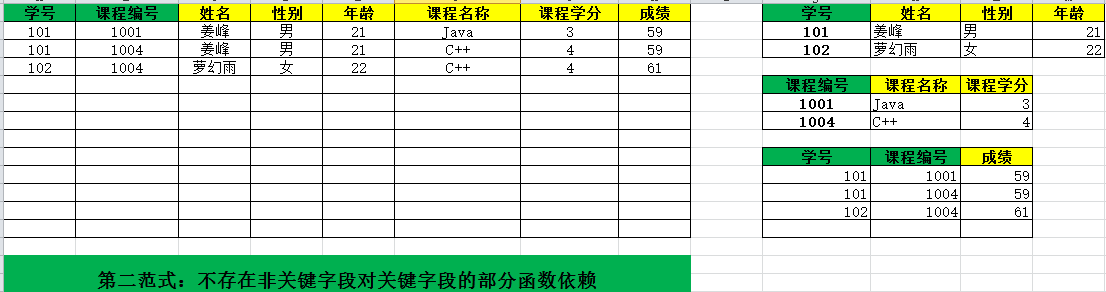 学号 课程编号 姓名 性别 年龄 课程名称 课程学分 成绩
101 1001 姜峰 男 21 Java 3 59
101 1004 姜峰 男 21 C++ 4 59
102 1004 萝幻雨 女 22 C++ 4 61
第二范式：不存在非关键字段对关键字段的部分函数依赖
学号 姓名 性别 年龄
101 姜峰 男 21
102 萝幻雨 女 22
课程编号 课程名称 课程学分
1001 Java 3
1004 C++ 4
学号 课程编号 成绩
101 1001 59
101 1004 59
102 1004 61